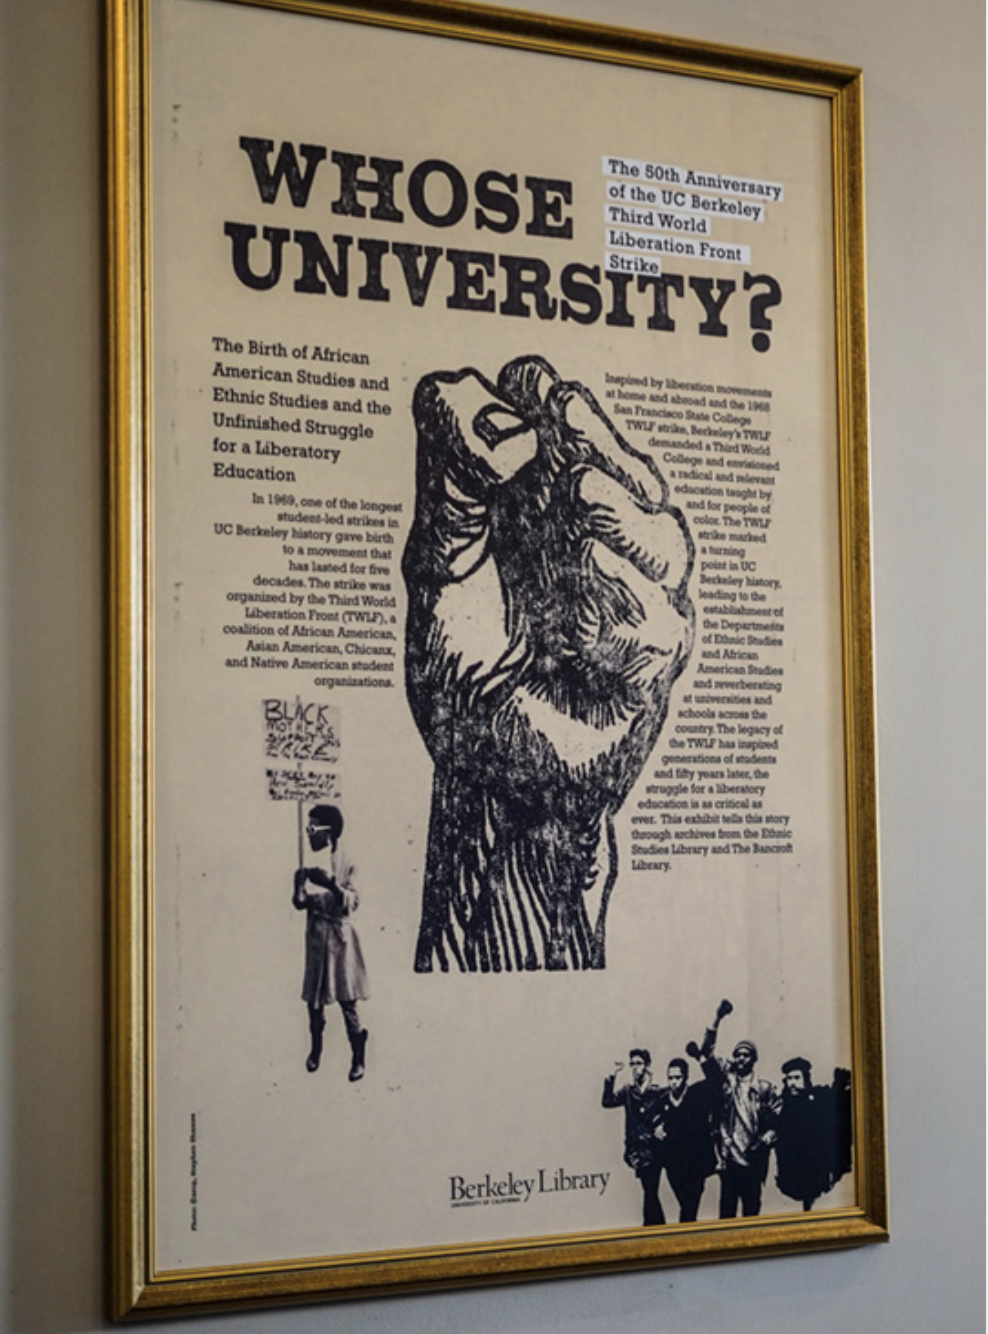 WHOSE
UNIVERSITY?
The 50th Anniversary
of the UC Berkeley
Third World
Liberation Front
Strike
The Birth of African
American Studies and
Ethnic Studies and the
Unfinished Struggle
for a Liberatory
Education
In 1969, one of the longest
student-led strikes in
UC Berkeley history gave birth
to a movement that
has lasted for five
decades. The strike was
organized by the Third World
Liberation Front (TWLF), a
coalition of African American,
Asian American, Chicanx,
and Native American student
organizations.
Inspired by liberation movements
at home and abroad and the 1968
San Francisco State College
TWLF strike, Berkeley's TWLF
demanded a Third World
College and envisioned
a radical and relevant
education taught by
and for people of
color. The TWLF
strike marked
a turning
point in UC
Berkeley history,
leading to the
establishment of
the Departments
of Ethnic Studies
and African
American Studies
and reverberating
at universities and
schools across the
country. The legacy of
the TWLF has inspired
generations of students
and fifty years later, the
struggle for a liberatory
education is as critical as
ever. This exhibit tells this story
through archives from the Ethnic
Studies Library and The Bancroft
Library.
BLACK
MOTHERS
SUPPORT
STRIKE
Berkeley Library
UNIVERSITY OF CALIFORNIA
Stephen Shames